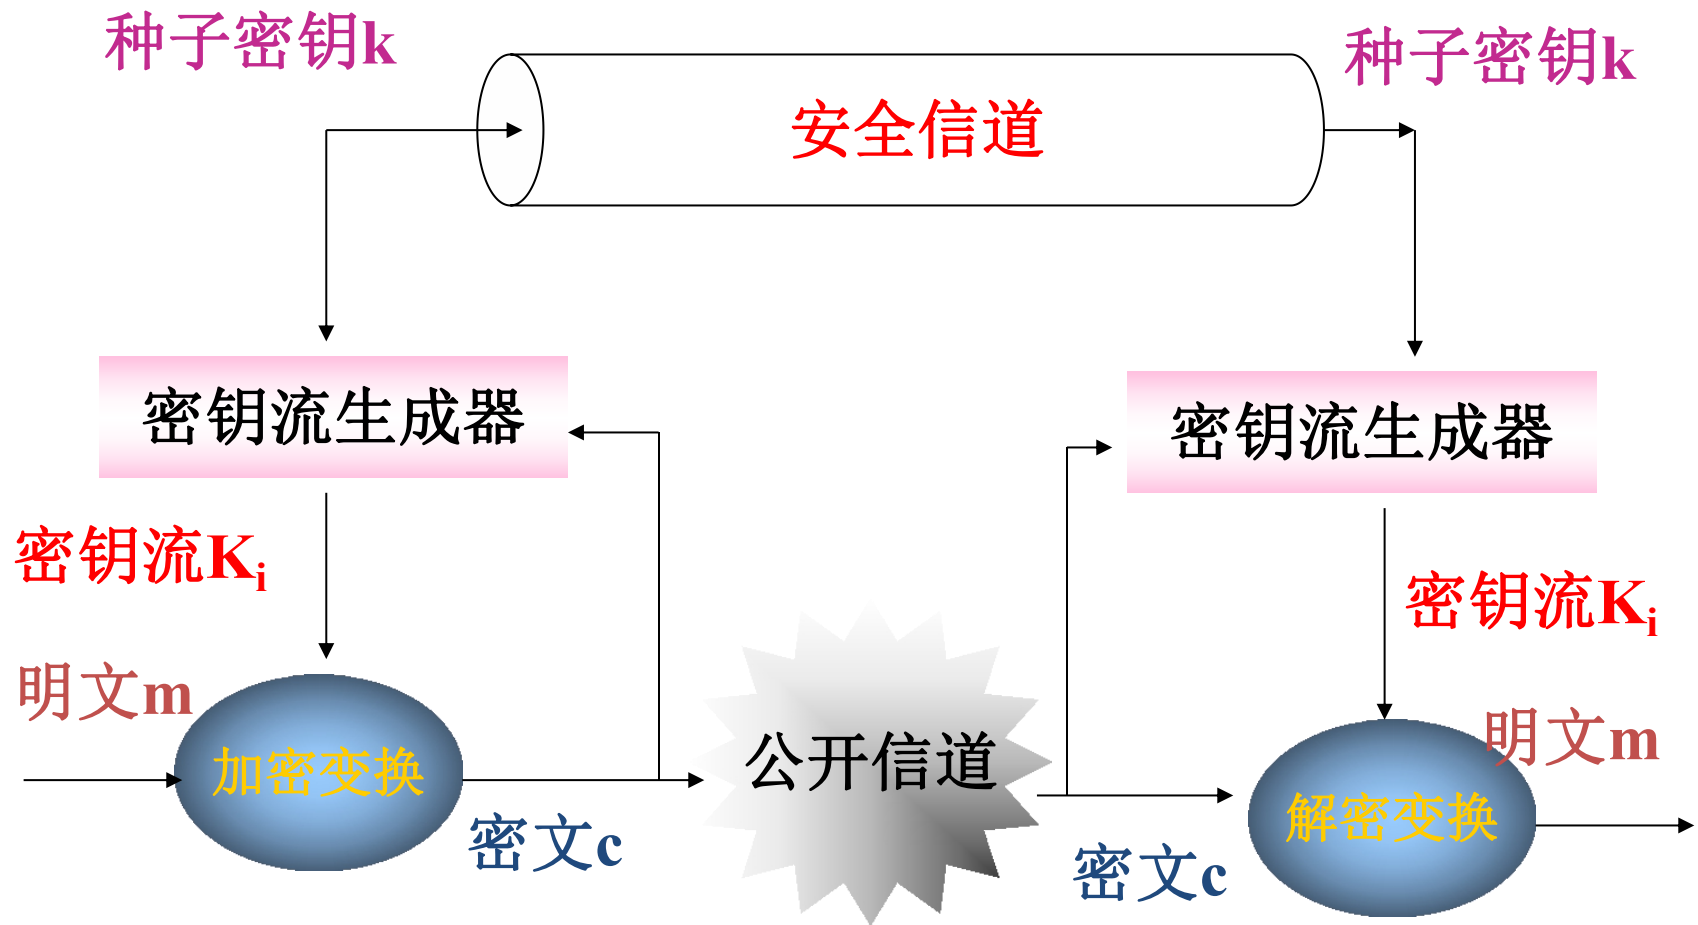 种子密钥k
种子密钥k
安全信道
密钥流生成器
密钥流生成器
密钥流Ki
密钥流Ki
明文m
明文m
加密变换
公开信道
解密变换
密文c
密文c